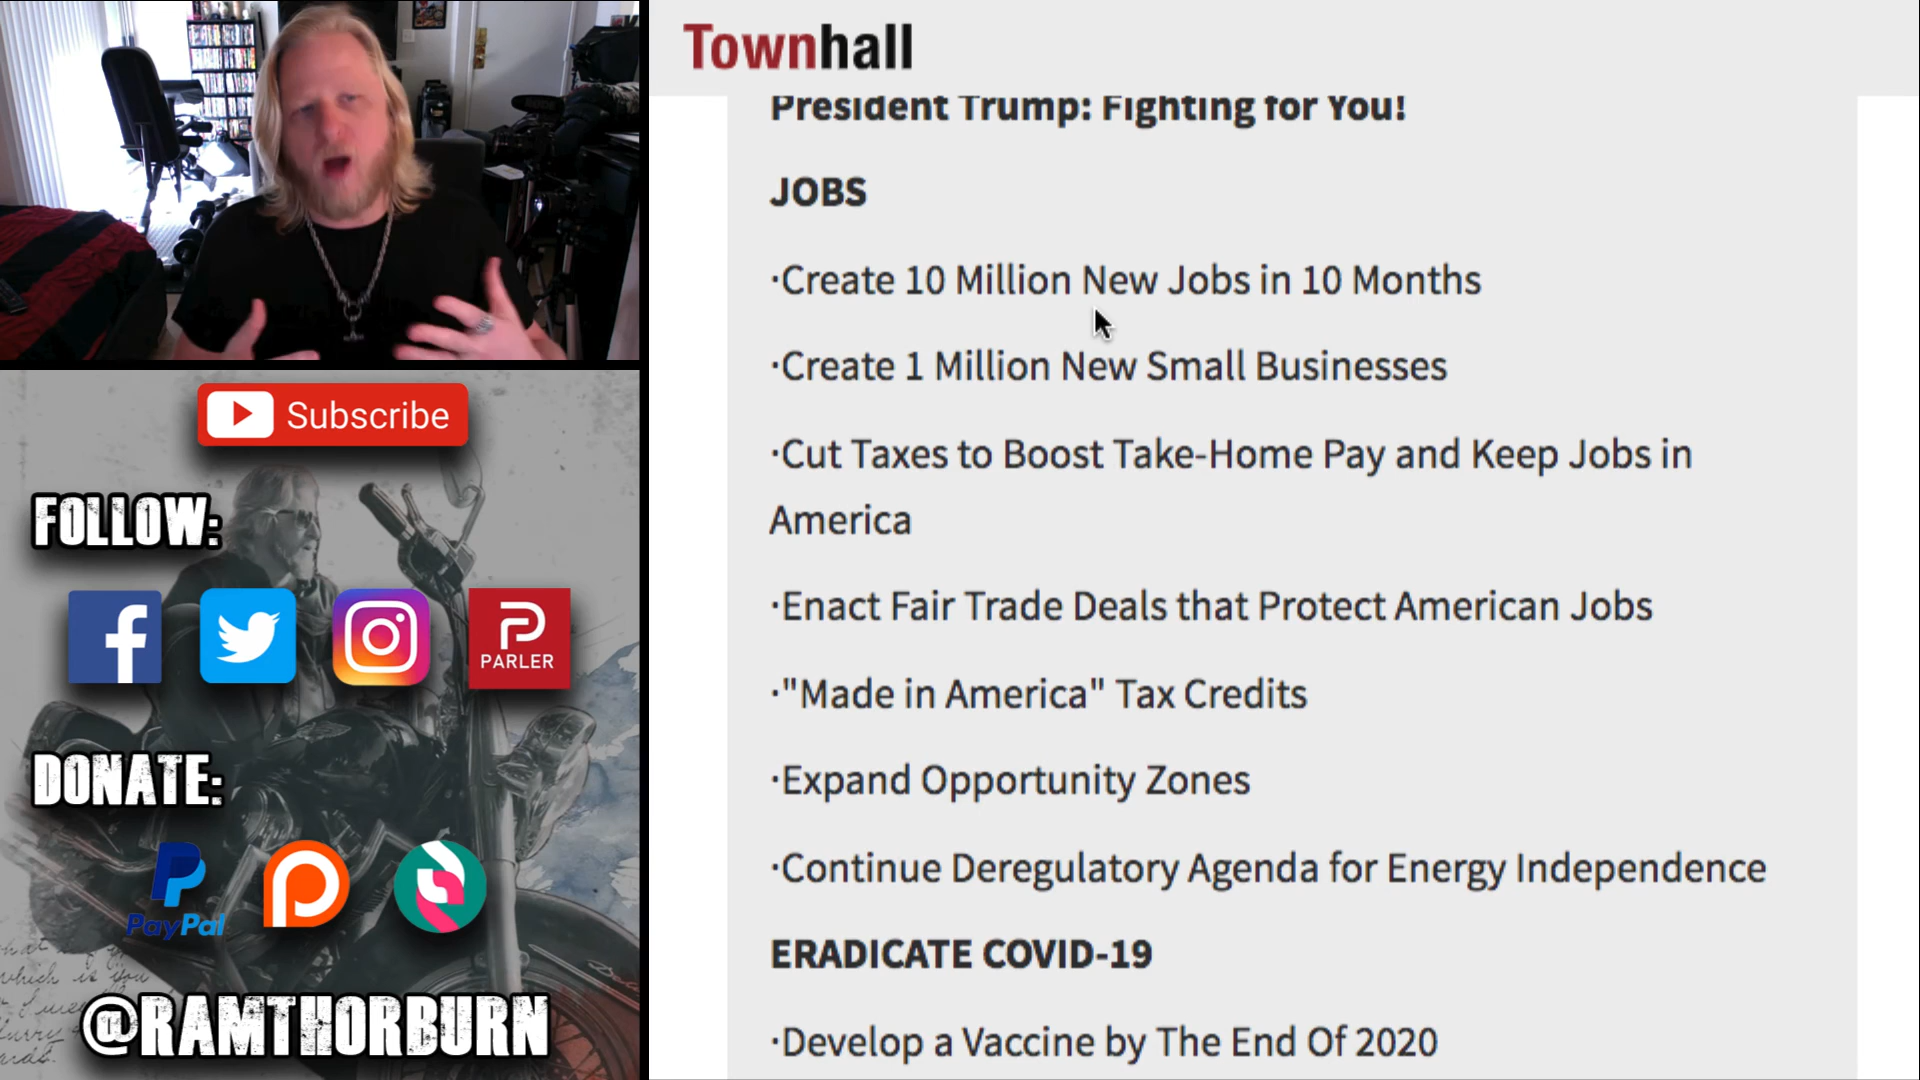 Townhall
President Trump: Fighting for You!
JOBS
·Create 10 Million New Jobs in 10 Months
·Create 1 Million New Small Businesses
·Cut Taxes to Boost Take-Home Pay and Keep Jobs in
America
·Enact Fair Trade Deals that Protect American Jobs
·"Made in America" Tax Credits
·Expand Opportunity Zones
·Continue Deregulatory Agenda for Energy Independence
ERADICATE COVID-19
·Develop a Vaccine by The End Of 2020
Subscribe
FOLLOW:
PARLER
DONATE:
PayPal
which is you
@RAMTHORBURN